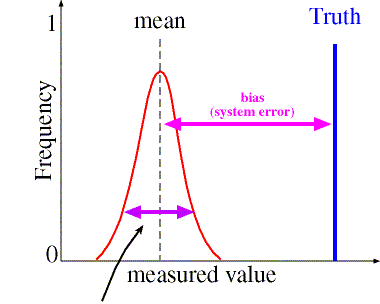 1
mean
Truth
bias
(system error)
Frequency
0
measured value